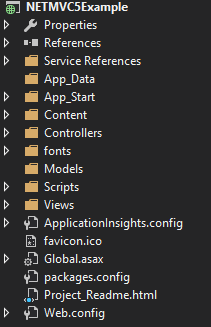 NETMVC5Example
Properties
References
Service References
App_Data
App_Start
Content
Controllers
fonts
Models
Scripts
Views
ApplicationInsights.config
favicon.ico
Global.asax
packages.config
Project_Readme.html
Web.config